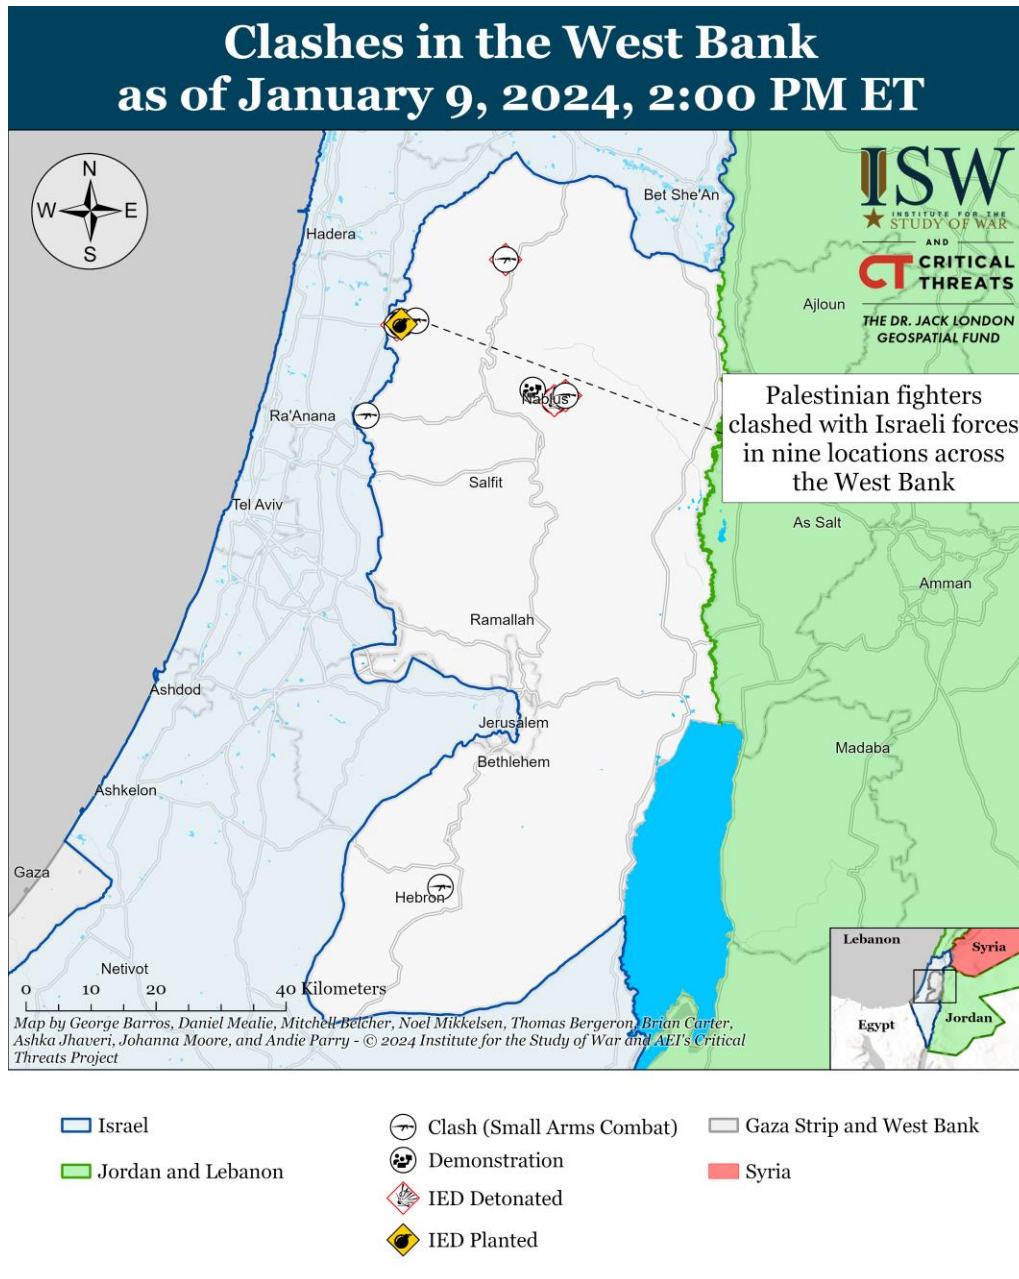 Clashes in the West Bank
as of January 9, 2024, 2:00 PM ET
N
W
E
S
ISW
INSTITUTE FOR THE
STUDY OF WAR
AND
CT CRITICAL
THREATS
THE DR. JACK LONDON
GEOSPATIAL FUND
Bet She'An
Hadera
Ajloun
Palestinian fighters
clashed with Israeli forces
in nine locations across
the West Bank
Nablus
Ra'Anana
Salfit
Tel Aviv
As Salt
Amman
Ramallah
Ashdod
Jerusalem
Madaba
Bethlehem
Ashkelon
Gaza
Hebron
Netivot
0 10 20 40 Kilometers
Map by George Barros, Daniel Mealie, Mitchell Belcher, Noel Mikkelsen, Thomas Bergeron, Brian Carter,
Ashka Jhaveri, Johanna Moore, and Andie Parry - © 2024 Institute for the Study of War and AEI's Critical
Threats Project
Lebanon
Syria
Egypt
Jordan
Israel
Jordan and Lebanon
Clash (Small Arms Combat)
Demonstration
IED Detonated
IED Planted
Gaza Strip and West Bank
Syria